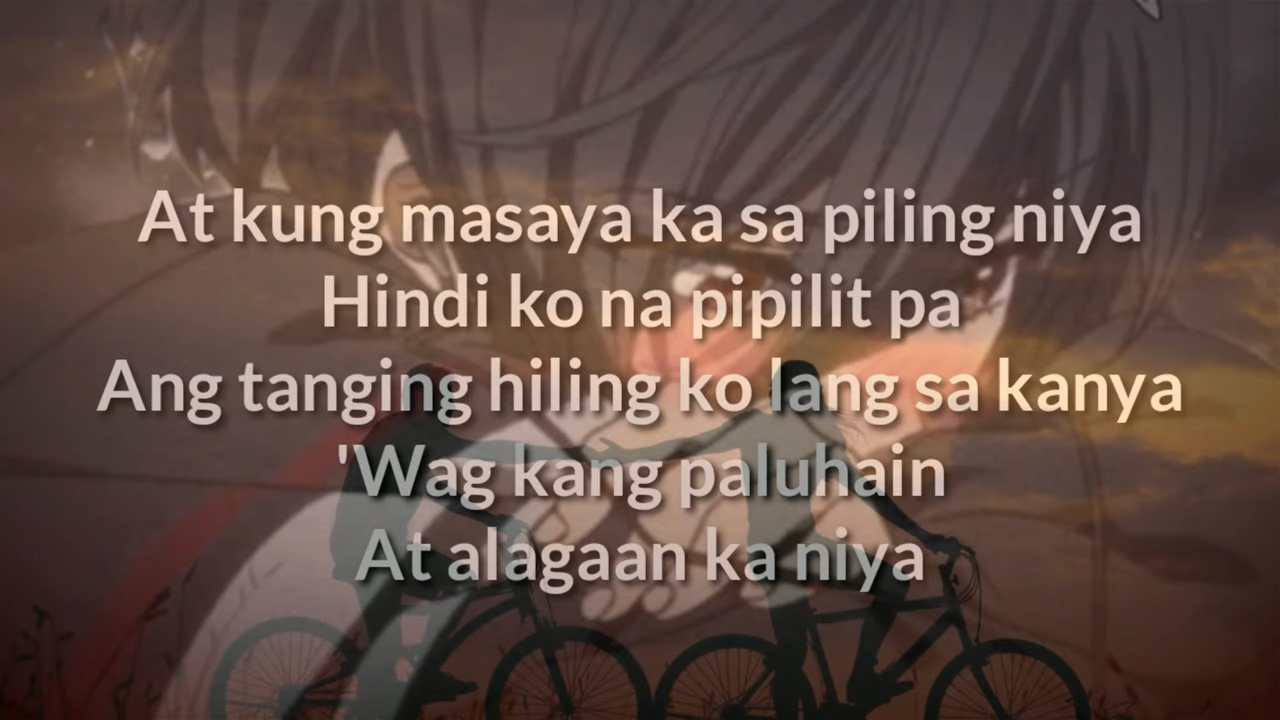 At kung masaya ka sa piling niya
Hindi ko na pipilit pa
Ang tanging hiling ko lang sa kanya
'Wag kang paluhain
At alagaan ka niya